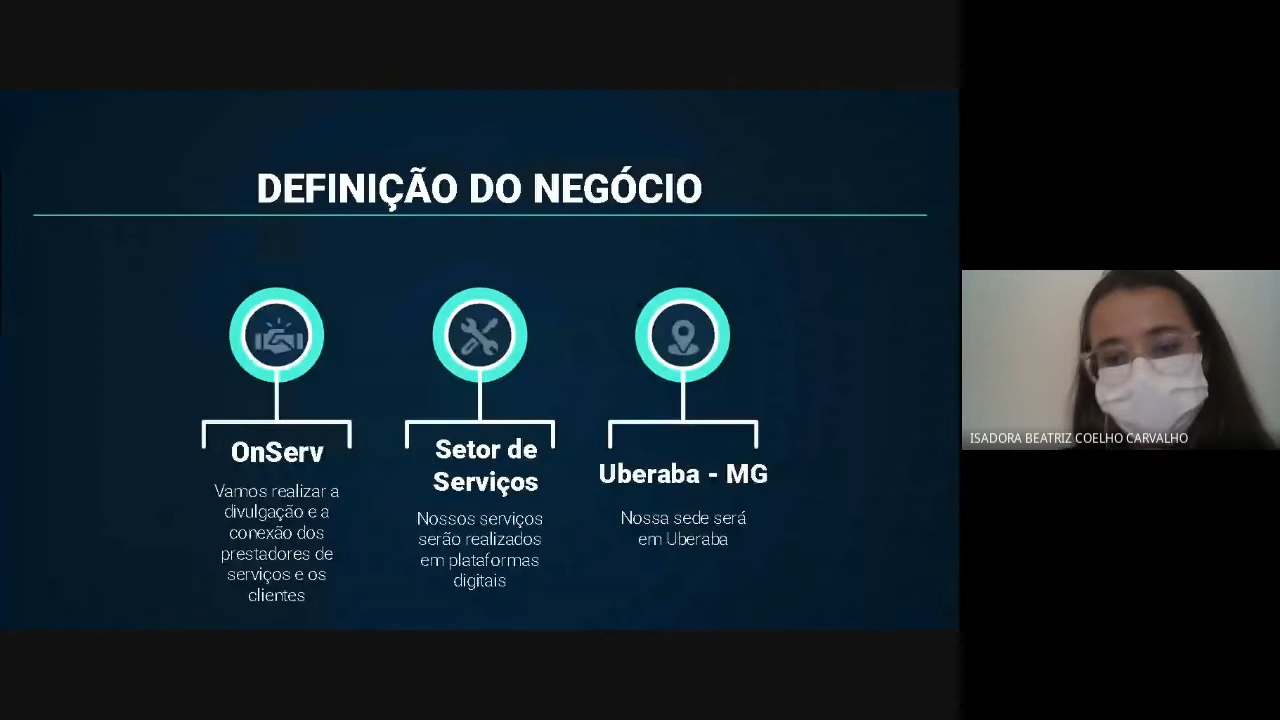 DEFINIÇÃO DO NEGÓCIO
OnServ
Vamos realizar a
divulgação e a
conexão dos
prestadores de
serviços e os
clientes
Setor de
Serviços
Nossos serviços
serão realizados
em plataformas
digitais
Uberaba - MG
Nossa sede será
em Uberaba
ISADORA BEATRIZ COELHO CARVALHO